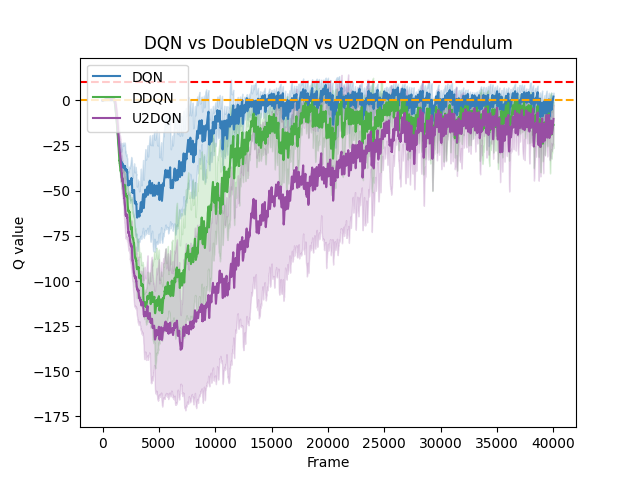 DQN vs DoubleDQN vs U2DQN on Pendulum
DQN
DDQN
U2DQN
Q value
0
−25
−50
−75
−100
−125
−150
−175
0 5000 10000 15000 20000 25000 30000 35000 40000
Frame